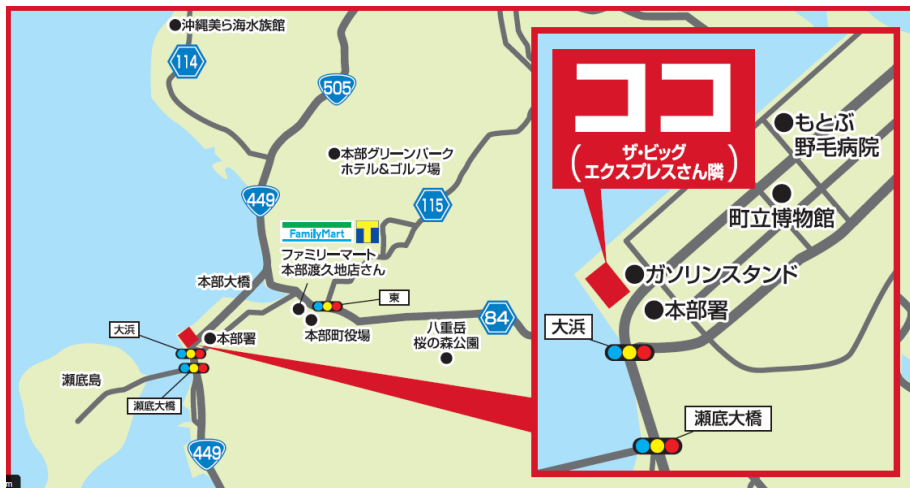 沖縄美ら海水族館
114
505
本部グリーンパーク
ホテル&ゴルフ場
449
115
FamilyMart
ファミリーマート
本部渡久地店さん
本部大橋
東
84
大浜
本部署
本部町役場
八重岳
桜の森公園
瀬底島
瀬底大橋
449
m
ココ
(ザ・ビッグ
エクスプレスさん隣)
もとぶ
野毛病院
町立博物館
ガソリンスタンド
本部署
大浜
瀬底大橋